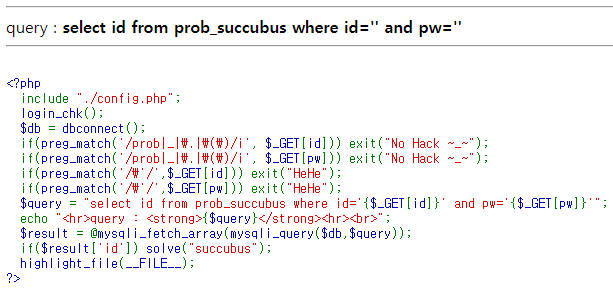 query : select id from prob_succubus where id='' and pw=''
<?php
include "./config.php";
login_chk();
$db = dbconnect();
if(preg_match('/prob|_|₩.|₩(₩)/i', $_GET[id])) exit("No Hack ~_~");
if(preg_match('/prob|_|₩.|₩(₩)/i', $_GET[pw])) exit("No Hack ~_~");
if(preg_match('/₩'/',$_GET[id])) exit("HeHe");
if(preg_match('/₩'/',$_GET[pw])) exit("HeHe");
$query = "select id from prob_succubus where id='{$_GET[id]}' and pw='{$_GET[pw]}'";
echo "<hr>query : <strong>{$query}</strong><hr><br>";
$result = @mysqli_fetch_array(mysqli_query($db,$query));
if($result['id']) solve("succubus");
highlight_file(__FILE__);
?>